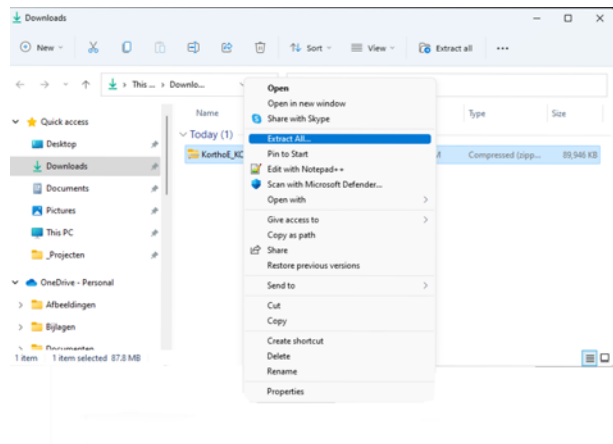 Downloads
New
Sort
View
Extract all
This ... > Downlo...
Name
Type
Size
Quick access
Desktop
Downloads
Documents
Pictures
This PC
_Projecten
OneDrive - Personal
Afbeeldingen
Bijlagen
Documenten
Today (1)
KorthoE_KC
Compressed (zipp...
89,946 KB
Open
Open in new window
Share with Skype
Extract All...
Pin to Start
Edit with Notepad++
Scan with Microsoft Defender...
Open with
Give access to
Copy as path
Share
Restore previous versions
Send to
Cut
Copy
Create shortcut
Delete
Rename
Properties
1 item
1 item selected 87.8 MB